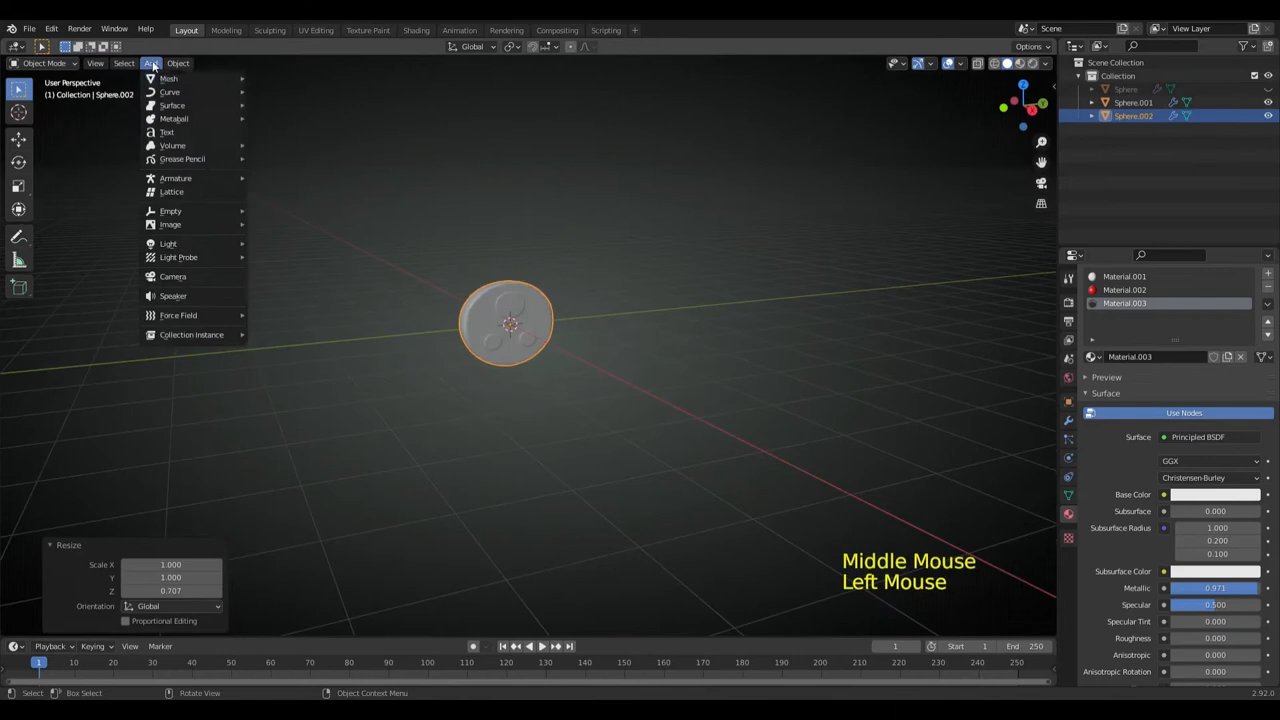 File Edit Render Window Help Layout Modeling Sculpting UV Editing Texture Paint Shading Animation Rendering Compositing Scripting + Scene View Layer
Global Options
Object Mode View Select Add Object
User Perspective
(1) Collection | Sphere.002
Mesh
Curve
Surface
Metaball
Text
Volume
Grease Pencil
Armature
Lattice
Empty
Image
Light
Light Probe
Camera
Speaker
Force Field
Collection Instance
Z
Y
X
Scene Collection
Collection
Sphere
Sphere.001
Sphere.002
Material.001
Material.002
Material.003
Material.003
Preview
Surface
Use Nodes
Surface Principled BSDF
GGX
Christensen-Burley
Base Color
Subsurface 0.000
Subsurface Radius 1.000
0.200
0.100
Subsurface Color
Metallic 0.971
Specular 0.500
Specular Tint 0.000
Roughness 0.000
Anisotropic 0.000
Anisotropic Rotation 0.000
Resize
Scale X 1.000
Y 1.000
Z 0.707
Orientation Global
Proportional Editing
Middle Mouse
Left Mouse
Playback Keying View Marker 1 Start 1 End 250
1 10 20 30 40 50 60 70 80 90 100 110 120 130 140 150 160 170 180 190 200 210 220 230 240 250
Select Box Select Rotate View Object Context Menu 2.92.0